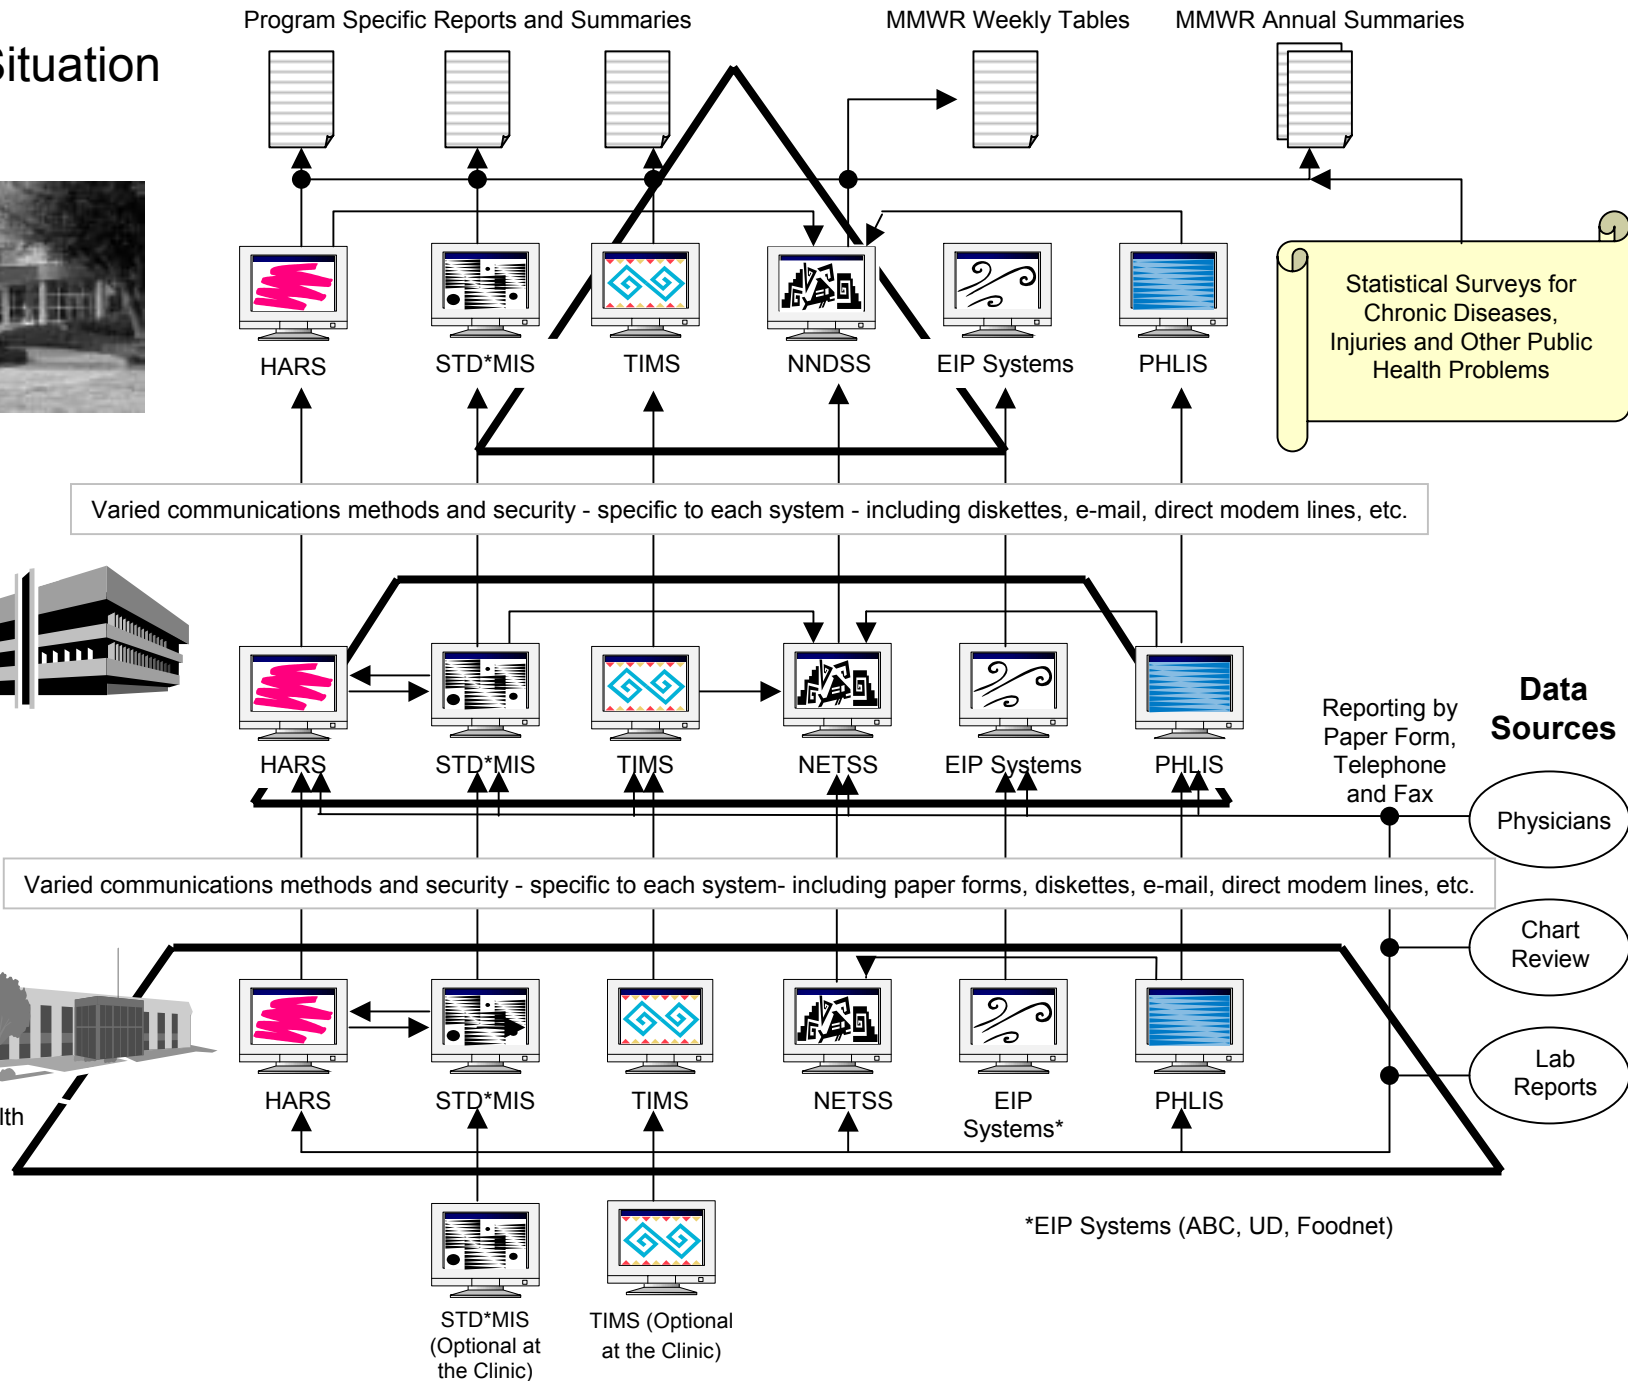 Program Specific Reports and Summaries
MMWR Weekly Tables
MMWR Annual Summaries
Situation
Statistical Surveys for
Chronic Diseases,
Injuries and Other Public
Health Problems
HARS
STD*MIS
TIMS
NNDSS
EIP Systems
PHLIS
Varied communications methods and security - specific to each system - including diskettes, e-mail, direct modem lines, etc.
Data
Sources
Reporting by
Paper Form,
Telephone
and Fax
HARS
STD*MIS
TIMS
NETSS
EIP Systems
PHLIS
Physicians
Varied communications methods and security - specific to each system- including paper forms, diskettes, e-mail, direct modem lines, etc.
Chart
Review
Lab
Reports
lth
HARS
STD*MIS
TIMS
NETSS
EIP
Systems*
PHLIS
*EIP Systems (ABC, UD, Foodnet)
STD*MIS
(Optional at
the Clinic)
TIMS (Optional
at the Clinic)